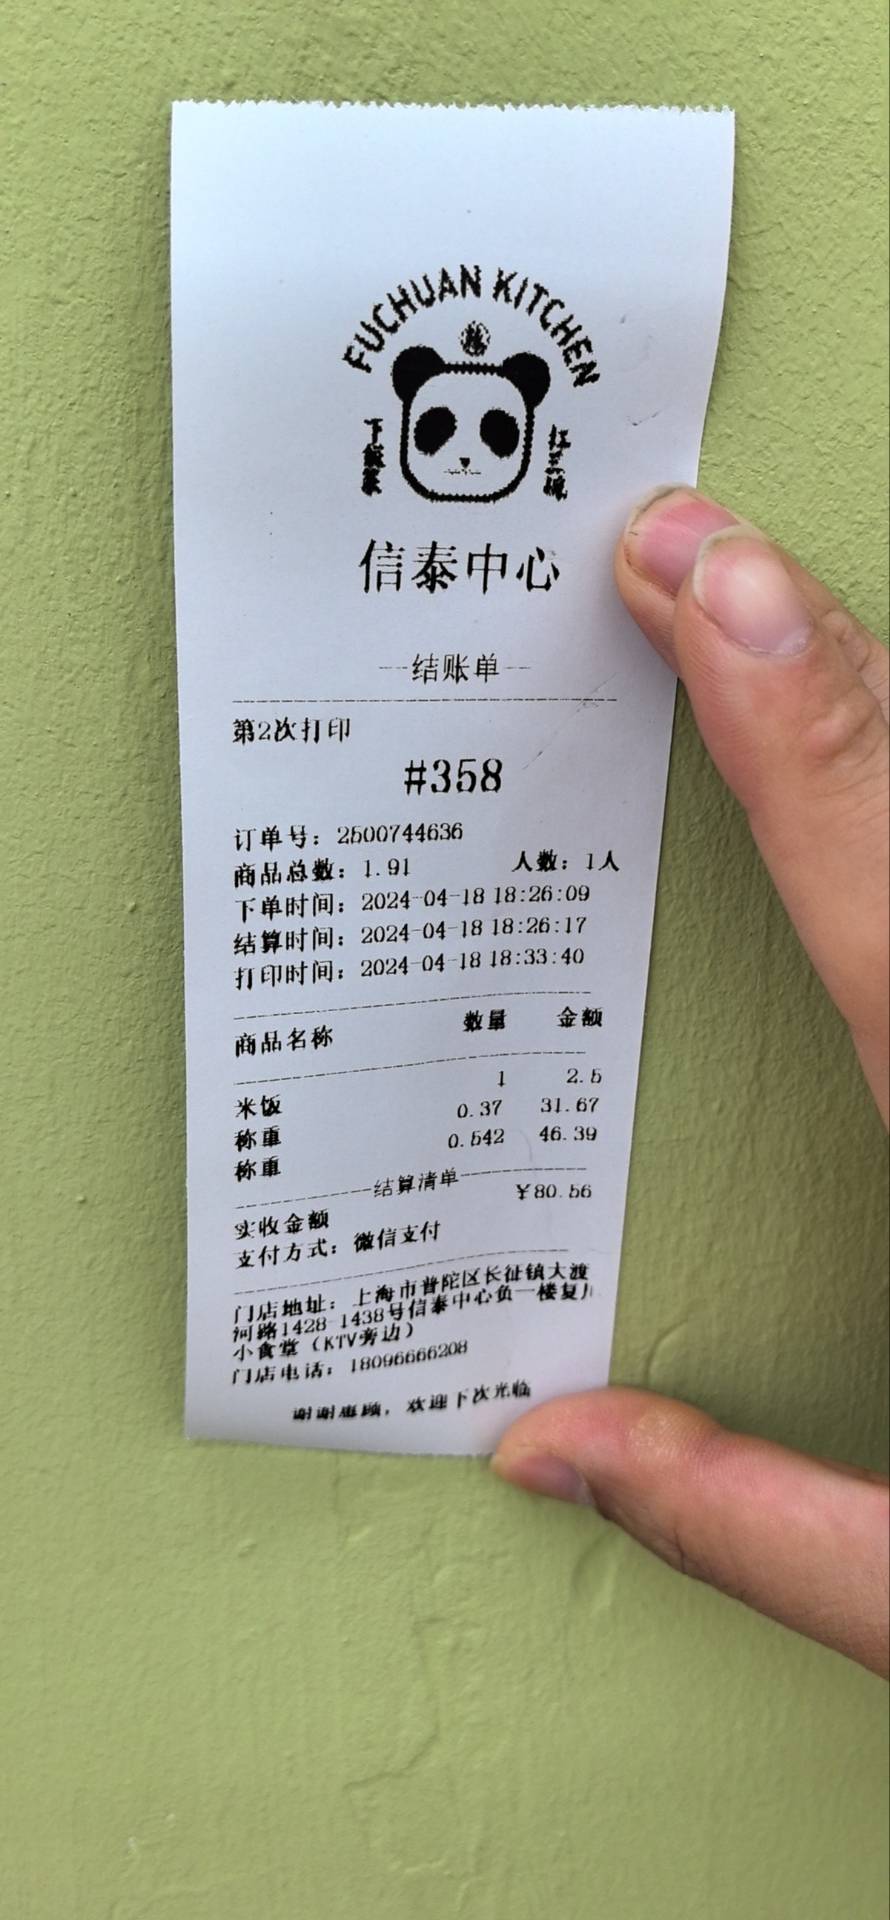 FUCHUAN KITCHEN
下饭菜
扛三碗
信泰中心
结账单
第2次打印
#358
订单号：2500744636
商品总数：1.91 人数：1人
下单时间：2024-04-18 18:26:09
结算时间：2024-04-18 18:26:17
打印时间：2024-04-18 18:33:40
商品名称 数量 金额
米饭 1 2.5
称重 0.37 31.67
称重 0.542 46.39
结算清单
实收金额 ¥80.56
支付方式：微信支付
门店地址：上海市普陀区长征镇大渡
河路1428-1438号信泰中心负一楼复川
小食堂（KTV旁边）
门店电话：18096666208
谢谢惠顾，欢迎下次光临